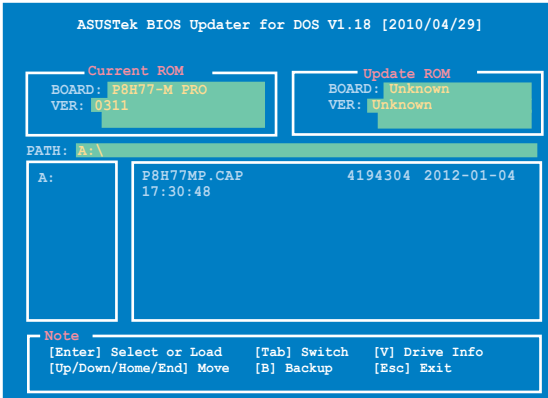 ASUSTek BIOS Updater for DOS V1.18 [2010/04/29]
Current ROM
BOARD: P8H77-M PRO
VER: 0311
Update ROM
BOARD: Unknown
VER: Unknown
PATH: A:\
A:
P8H77MP.CAP 4194304 2012-01-04
17:30:48
Note
[Enter] Select or Load [Tab] Switch [V] Drive Info
[Up/Down/Home/End] Move [B] Backup [Esc] Exit